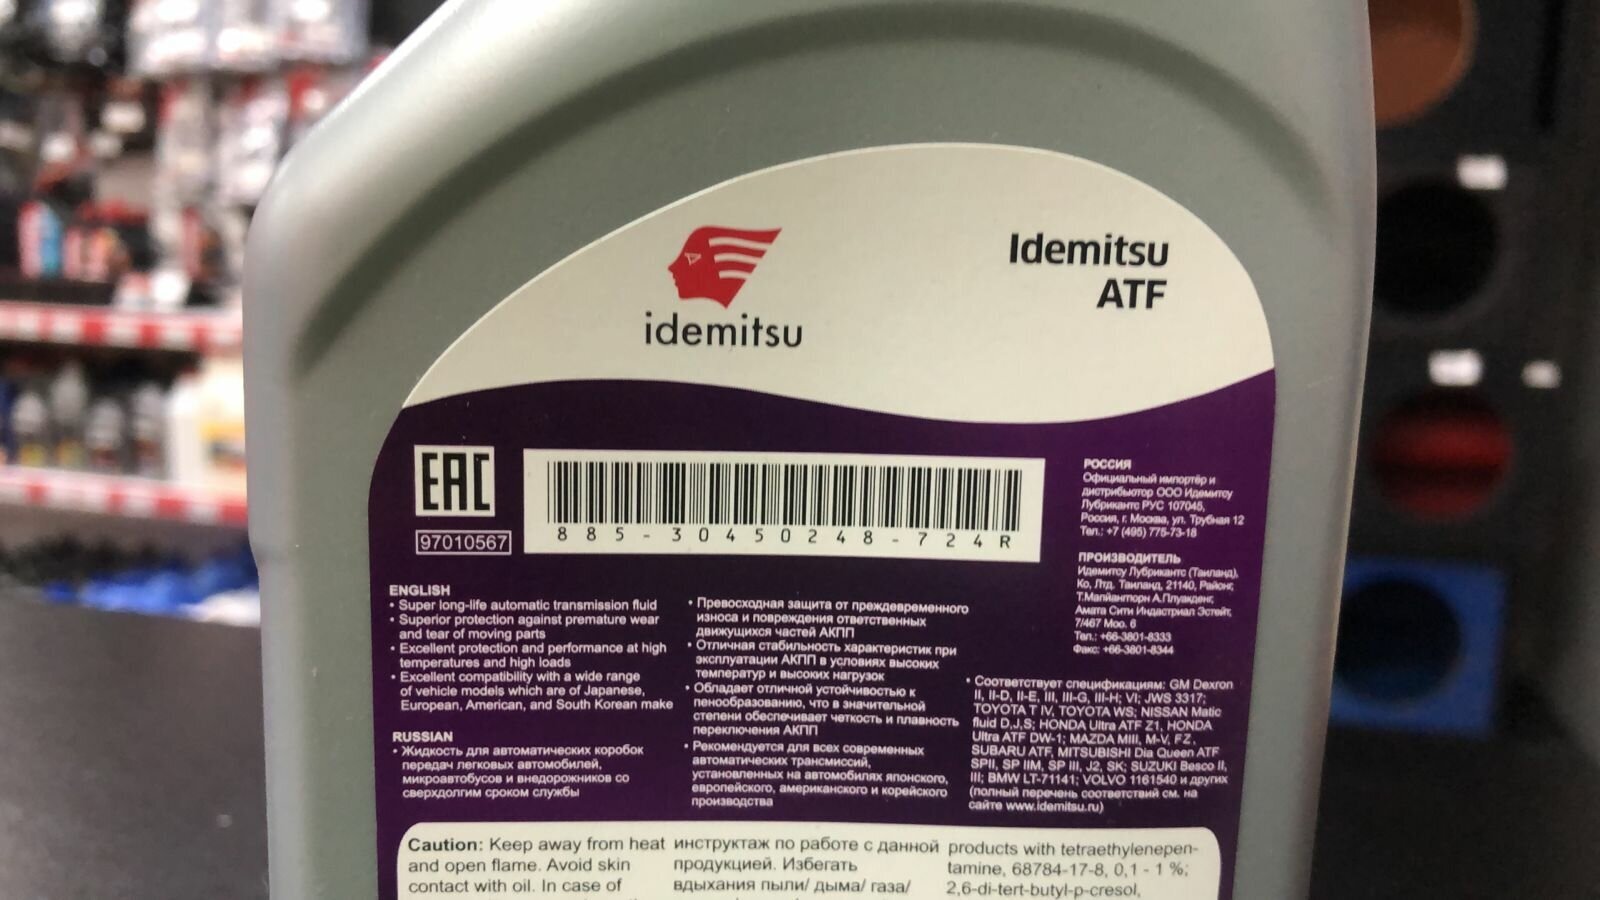 idemitsu
Idemitsu
ATF
EAC
97010567
885-30450248-724R
РОССИЯ
Официальный импортёр и
дистрибьютор ООО Идемитсу
Лубрикантс РУС 107045,
Россия, г. Москва, ул. Трубная 12
Тел.: +7 (495) 775-73-18
ПРОИЗВОДИТЕЛЬ
Идемитсу Лубрикантс (Таиланд),
Ко, Лтд. Таиланд, 21140, Районг,
Т.Мапйангпорн А.Плуакденг,
Амата Сити Индастриал Эстейт,
7/467 Моо. 6
Тел.: +66-3801-8333
Факс: +66-3801-8344
ENGLISH
• Super long-life automatic transmission fluid
• Superior protection against premature wear
and tear of moving parts
• Excellent protection and performance at high
temperatures and high loads
• Excellent compatibility with a wide range
of vehicle models which are of Japanese,
European, American, and South Korean make
RUSSIAN
• Жидкость для автоматических коробок
передач легковых автомобилей,
микроавтобусов и внедорожников со
сверхдолгим сроком службы
• Превосходная защита от преждевременного
износа и повреждения ответственных
движущихся частей АКПП
• Отличная стабильность характеристик при
эксплуатации АКПП в условиях высоких
температур и высоких нагрузок
• Обладает отличной устойчивостью к
пенообразованию, что в значительной
степени обеспечивает четкость и плавность
переключения АКПП
• Рекомендуется для всех современных
автоматических трансмиссий,
установленных на автомобилях японского,
европейского, американского и корейского
производства
• Соответствует спецификациям: GM Dexron
II, II-D, II-E, III, III-G, III-H; VI; JWS 3317;
TOYOTA T IV, TOYOTA WS; NISSAN Matic
fluid D,J,S; HONDA Ultra ATF Z1, HONDA
Ultra ATF DW-1; MAZDA MIII, M-V, FZ,
SUBARU ATF, MITSUBISHI Dia Queen ATF
SPII, SP IIM, SP III, J2, SK; SUZUKI Besco II,
III; BMW LT-71141; VOLVO 1161540 и других
(полный перечень соответствий см. на
сайте www.idemitsu.ru)
Caution: Keep away from heat
and open flame. Avoid skin
contact with oil. In case of
инструктаж по работе с данной
продукцией. Избегать
вдыхания пыли/ дыма/ газа/
products with tetraethylenepen-
tamine, 68784-17-8, 0,1 - 1 %;
2,6-di-tert-butyl-p-cresol,